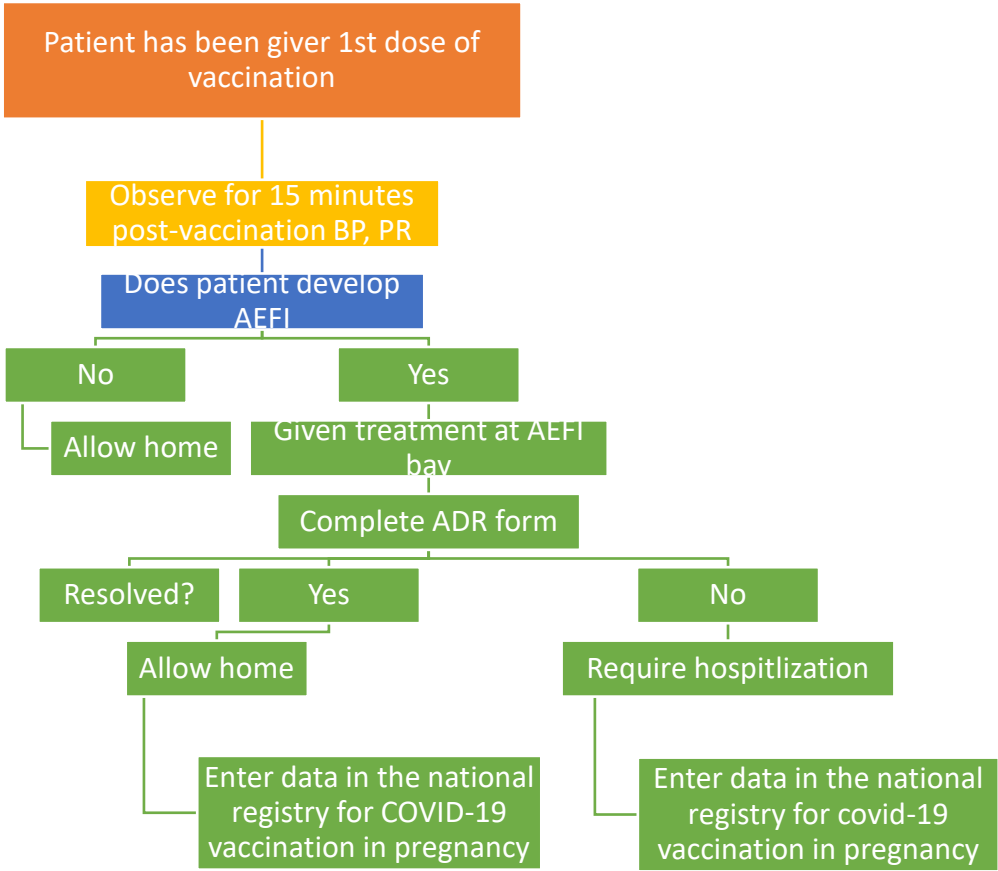 Patient has been giver 1st dose of
vaccination
Observe for 15 minutes
post-vaccination BP, PR
Does patient develop
AEFI
No
Yes
Allow home
Given treatment at AEFI
bay
Complete ADR form
Resolved?
Yes
No
Allow home
Require hospitlization
Enter data in the national
registry for COVID-19
vaccination in pregnancy
Enter data in the national
registry for covid-19
vaccination in pregnancy